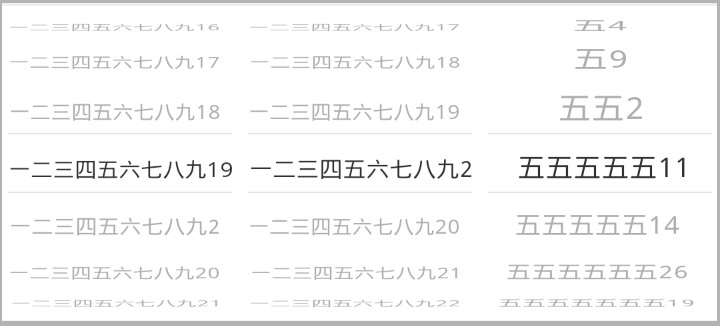 一二三四五六七八九16 一二三四五六七八九17 五4
一二三四五六七八九17 一二三四五六七八九18 五9
一二三四五六七八九18 一二三四五六七八九19 五五2
一二三四五六七八九19 一二三四五六七八九2 五五五五五11
一二三四五六七八九2 一二三四五六七八九20 五五五五五14
一二三四五六七八九20 一二三四五六七八九21 五五五五五五26
一二三四五六七八九21 一二三四五六七八九22 五五五五五五五19